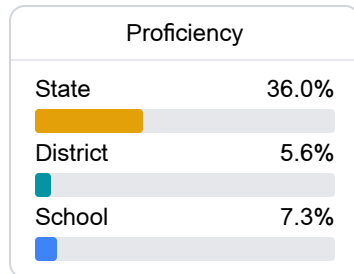 Proficiency
State 36.0%
District 5.6%
School 7.3%